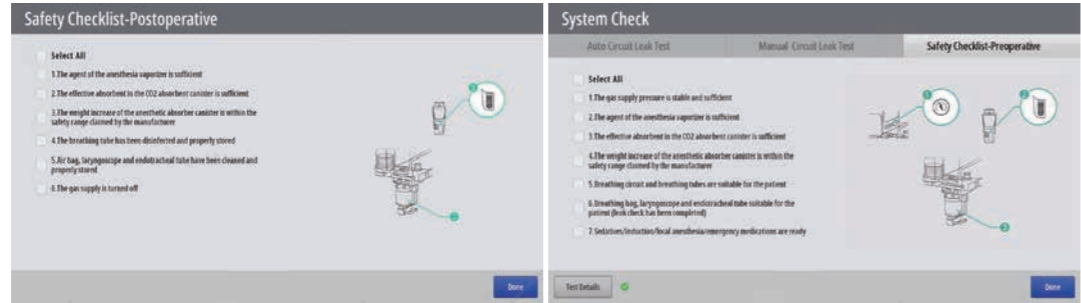 Safety Checklist-Postoperative
Select All
1.The agent of the anesthesia vaporizer is sufficient
2.The effective absorbent in the CO2 absorbent canister is sufficient
3.The weight increase of the anesthetic absorber canister is within the
safety range claimed by the manufacturer
4.The breathing tube has been disinfected and properly stored
5.Air bag, laryngoscope and endotracheal tube have been cleaned and
properly stored
6.The gas supply is turned off
Done
System Check
Auto Circuit Leak Test
Manual Circuit Leak Test
Safety Checklist-Preoperative
Select All
1.The gas supply pressure is stable and sufficient
2.The agent of the anesthesia vaporizer is sufficient
3.The effective absorbent in the CO2 absorbent canister is sufficient
4.The weight increase of the anesthetic absorber canister is within the
safety range claimed by the manufacturer
5.Breathing circuit and breathing tubes are suitable for the patient
6.Breathing bag, laryngoscope and endotracheal tube suitable for the
patient (leak check has been completed)
7.Sedatives/induction/local anesthesia/emergency medications are ready
Test Details
Done